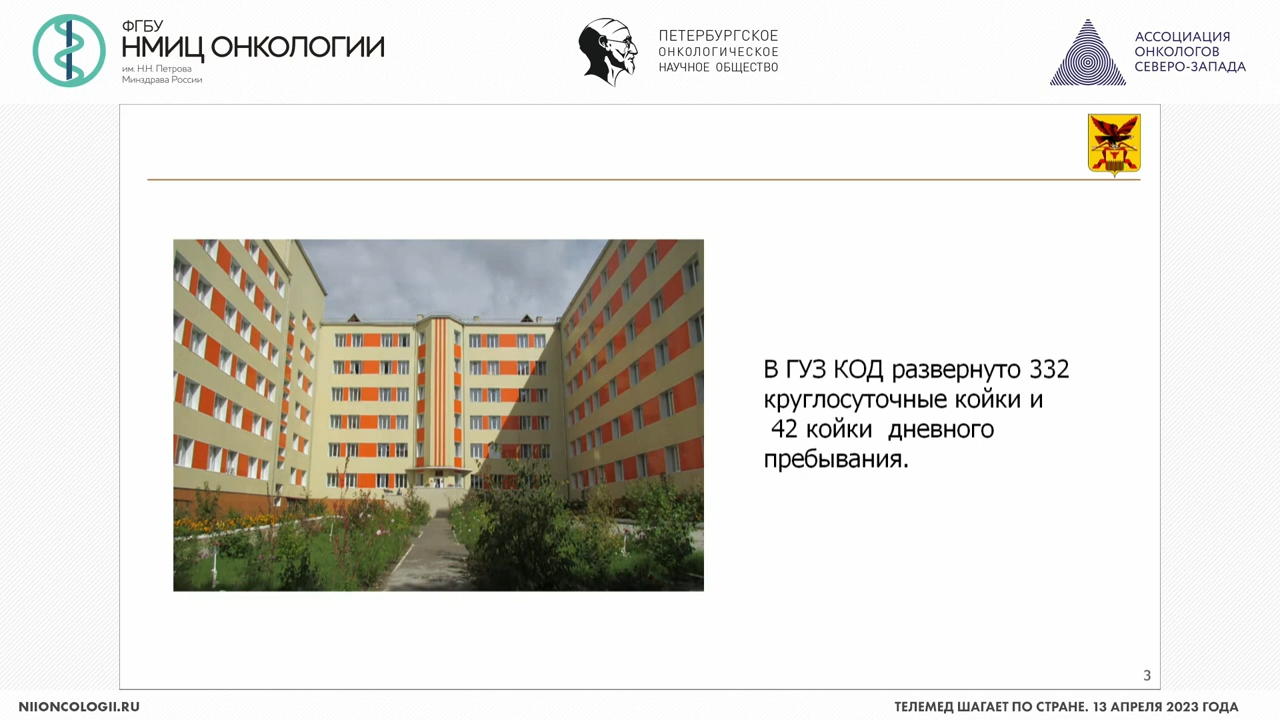 ФГБУ
НМИЦ ОНКОЛОГИИ
им. Н.Н. Петрова
Минздрава России
ПЕТЕРБУРГСКОЕ
ОНКОЛОГИЧЕСКОЕ
НАУЧНОЕ ОБЩЕСТВО
АССОЦИАЦИЯ
ОНКОЛОГОВ
СЕВЕРО-ЗАПАДА
В ГУЗ КОД развернуто 332
круглосуточные койки и
42 койки дневного
пребывания.
3
NIIONCOLOGII.RU
ТЕЛЕМЕД ШАГАЕТ ПО СТРАНЕ. 13 АПРЕЛЯ 2023 ГОДА